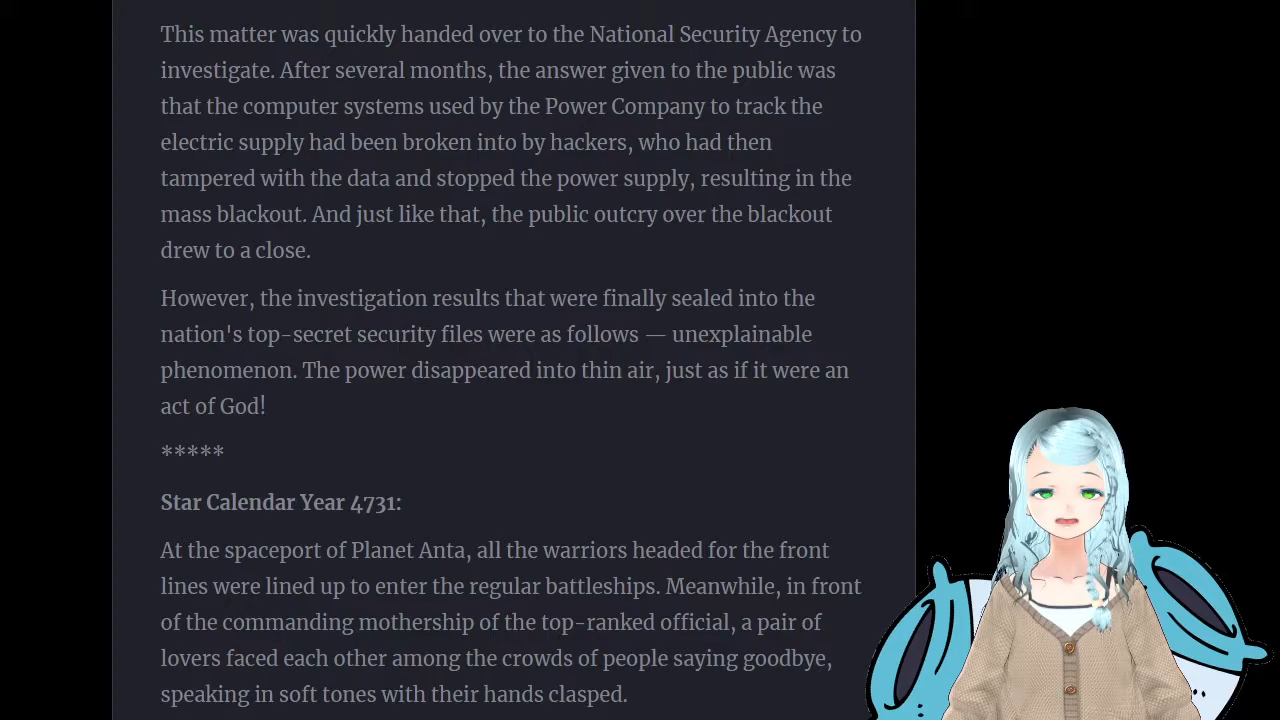 This matter was quickly handed over to the National Security Agency to
investigate. After several months, the answer given to the public was
that the computer systems used by the Power Company to track the
electric supply had been broken into by hackers, who had then
tampered with the data and stopped the power supply, resulting in the
mass blackout. And just like that, the public outcry over the blackout
drew to a close.
However, the investigation results that were finally sealed into the
nation's top-secret security files were as follows — unexplainable
phenomenon. The power disappeared into thin air, just as if it were an
act of God!
*****
Star Calendar Year 4731:
At the spaceport of Planet Anta, all the warriors headed for the front
lines were lined up to enter the regular battleships. Meanwhile, in front
of the commanding mothership of the top-ranked official, a pair of
lovers faced each other among the crowds of people saying goodbye,
speaking in soft tones with their hands clasped.